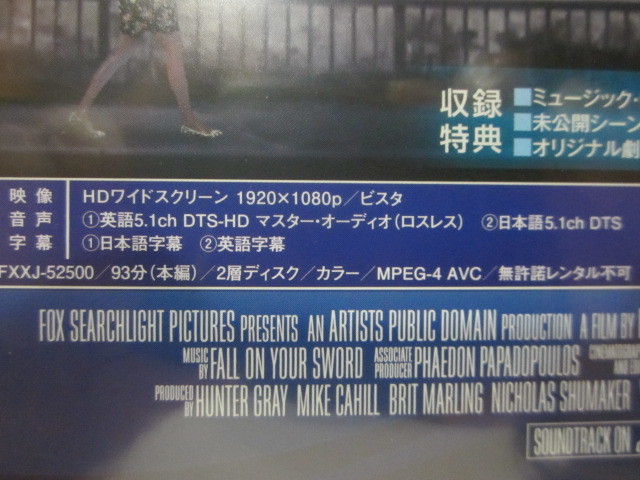 収録特典
■ミュージック・
■未公開シーン
■オリジナル劇
映像 HDワイドスクリーン 1920×1080p／ビスタ
音声 ①英語5.1ch DTS-HD マスター・オーディオ(ロスレス) ②日本語5.1ch DTS
字幕 ①日本語字幕 ②英語字幕
FXXJ-52500／93分(本編)／2層ディスク／カラー／MPEG-4 AVC／無許諾レンタル不可
FOX SEARCHLIGHT PICTURES PRESENTS AN ARTISTS PUBLIC DOMAIN PRODUCTION A FILM BY
MUSIC BY FALL ON YOUR SWORD ASSOCIATE PRODUCER PHAEDON PAPADOPOULOS
PRODUCED BY HUNTER GRAY MIKE CAHILL BRIT MARLING NICHOLAS SHUMAKER
SOUNDTRACK ON